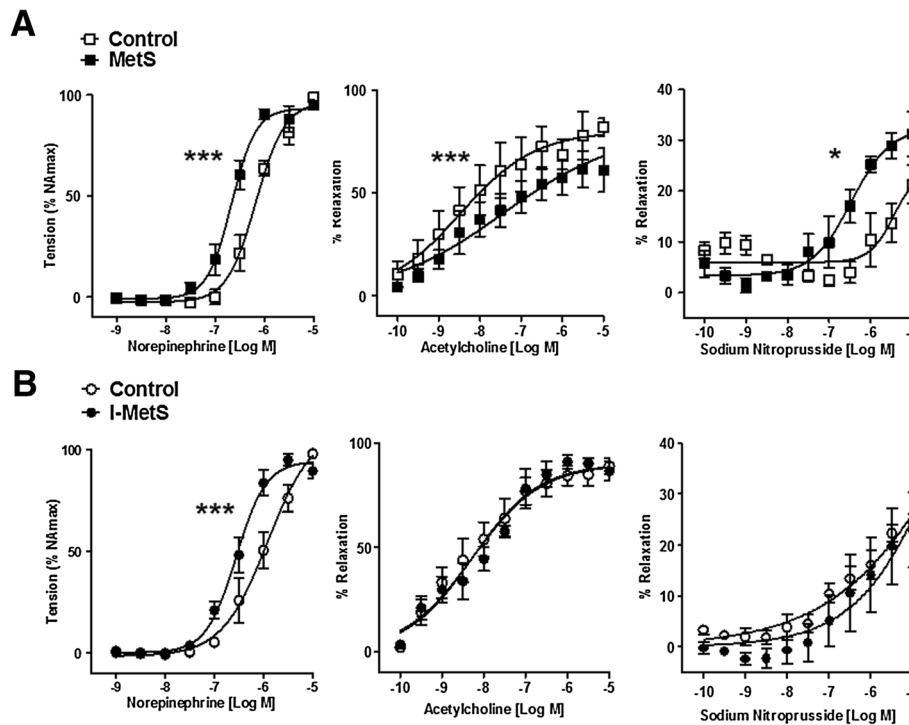 A
Control
MetS
Tension (% NAmax)
100
50
0
***
-9 -8 -7 -6 -5
Norepinephrine [Log M]
% Relaxation
100
50
0
***
-10 -9 -8 -7 -6 -5
Acetylcholine [Log M]
% Relaxation
40
30
20
10
0
*
-10 -9 -8 -7 -6
Sodium Nitroprusside [Log M]
B
Control
I-MetS
Tension (% NAmax)
100
50
0
***
-9 -8 -7 -6 -5
Norepinephrine [Log M]
% Relaxation
100
50
0
-10 -9 -8 -7 -6 -5
Acetylcholine [Log M]
% Relaxation
40
30
20
10
0
-10 -9 -8 -7 -6
Sodium Nitroprusside [Log M]